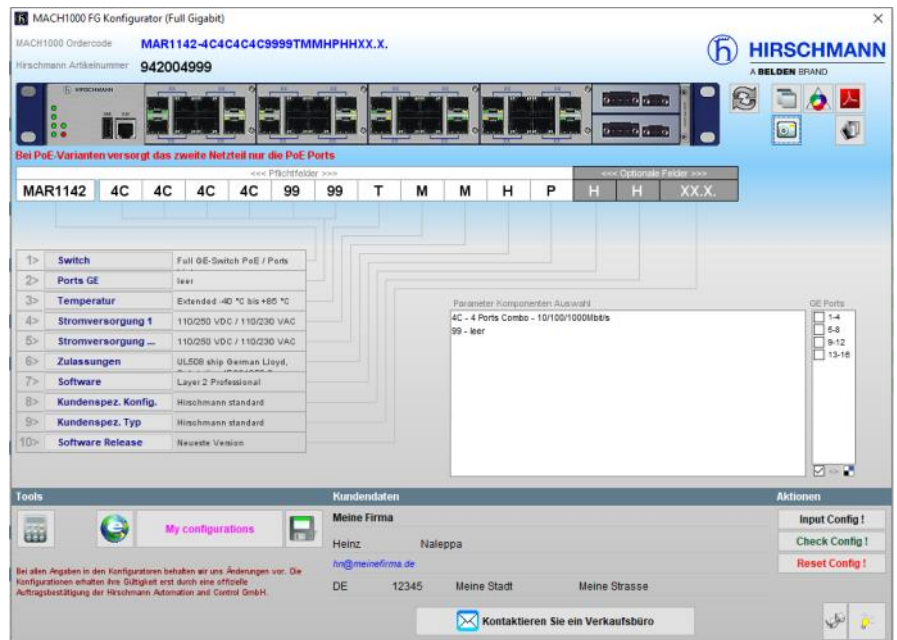 MACH1000 FG Konfigurator (Full Gigabit)
MACH1000 Ordercode MAR1142-4C4C4C4C9999TMMHPHHXX.X.
Hirschmann Artikelnummer 942004999
HIRSCHMANN
A BELDEN BRAND
HIRSCHMANN
Bei PoE-Varianten versorgt das zweite Netzteil nur die PoE Ports
<<< Pflichtfelder >>> <<< Optionale Felder >>>
MAR1142 4C 4C 4C 4C 99 99 T M M H P H H XX.X.
1> Switch Full GE-Switch PoE / Ports
2> Ports GE leer
3> Temperatur Extended -40 °C bis +85 °C
4> Stromversorgung 1 110/250 VDC / 110/230 VAC
5> Stromversorgung ... 110/250 VDC / 110/230 VAC
6> Zulassungen UL508 ship German Lloyd,
7> Software Layer 2 Professional
8> Kundenspez. Konfig. Hirschmann standard
9> Kundenspez. Typ Hirschmann standard
10> Software Release Neueste Version
Parameter Komponenten Auswahl
4C - 4 Ports Combo - 10/100/1000Mbit/s
99 - leer
GE Ports
1-4
5-8
9-12
13-16
Tools
My configurations
Bei allen Angaben in den Konfiguratoren behalten wir uns Änderungen vor. Die
Konfigurationen erhalten ihre Gültigkeit erst durch eine offizielle
Auftragsbestätigung der Hirschmann Automation and Control GmbH.
Kundendaten
Meine Firma
Heinz Naleppa
hn@meinefirma.de
DE 12345 Meine Stadt Meine Strasse
Kontaktieren Sie ein Verkaufsbüro
Aktionen
Input Config !
Check Config !
Reset Config !